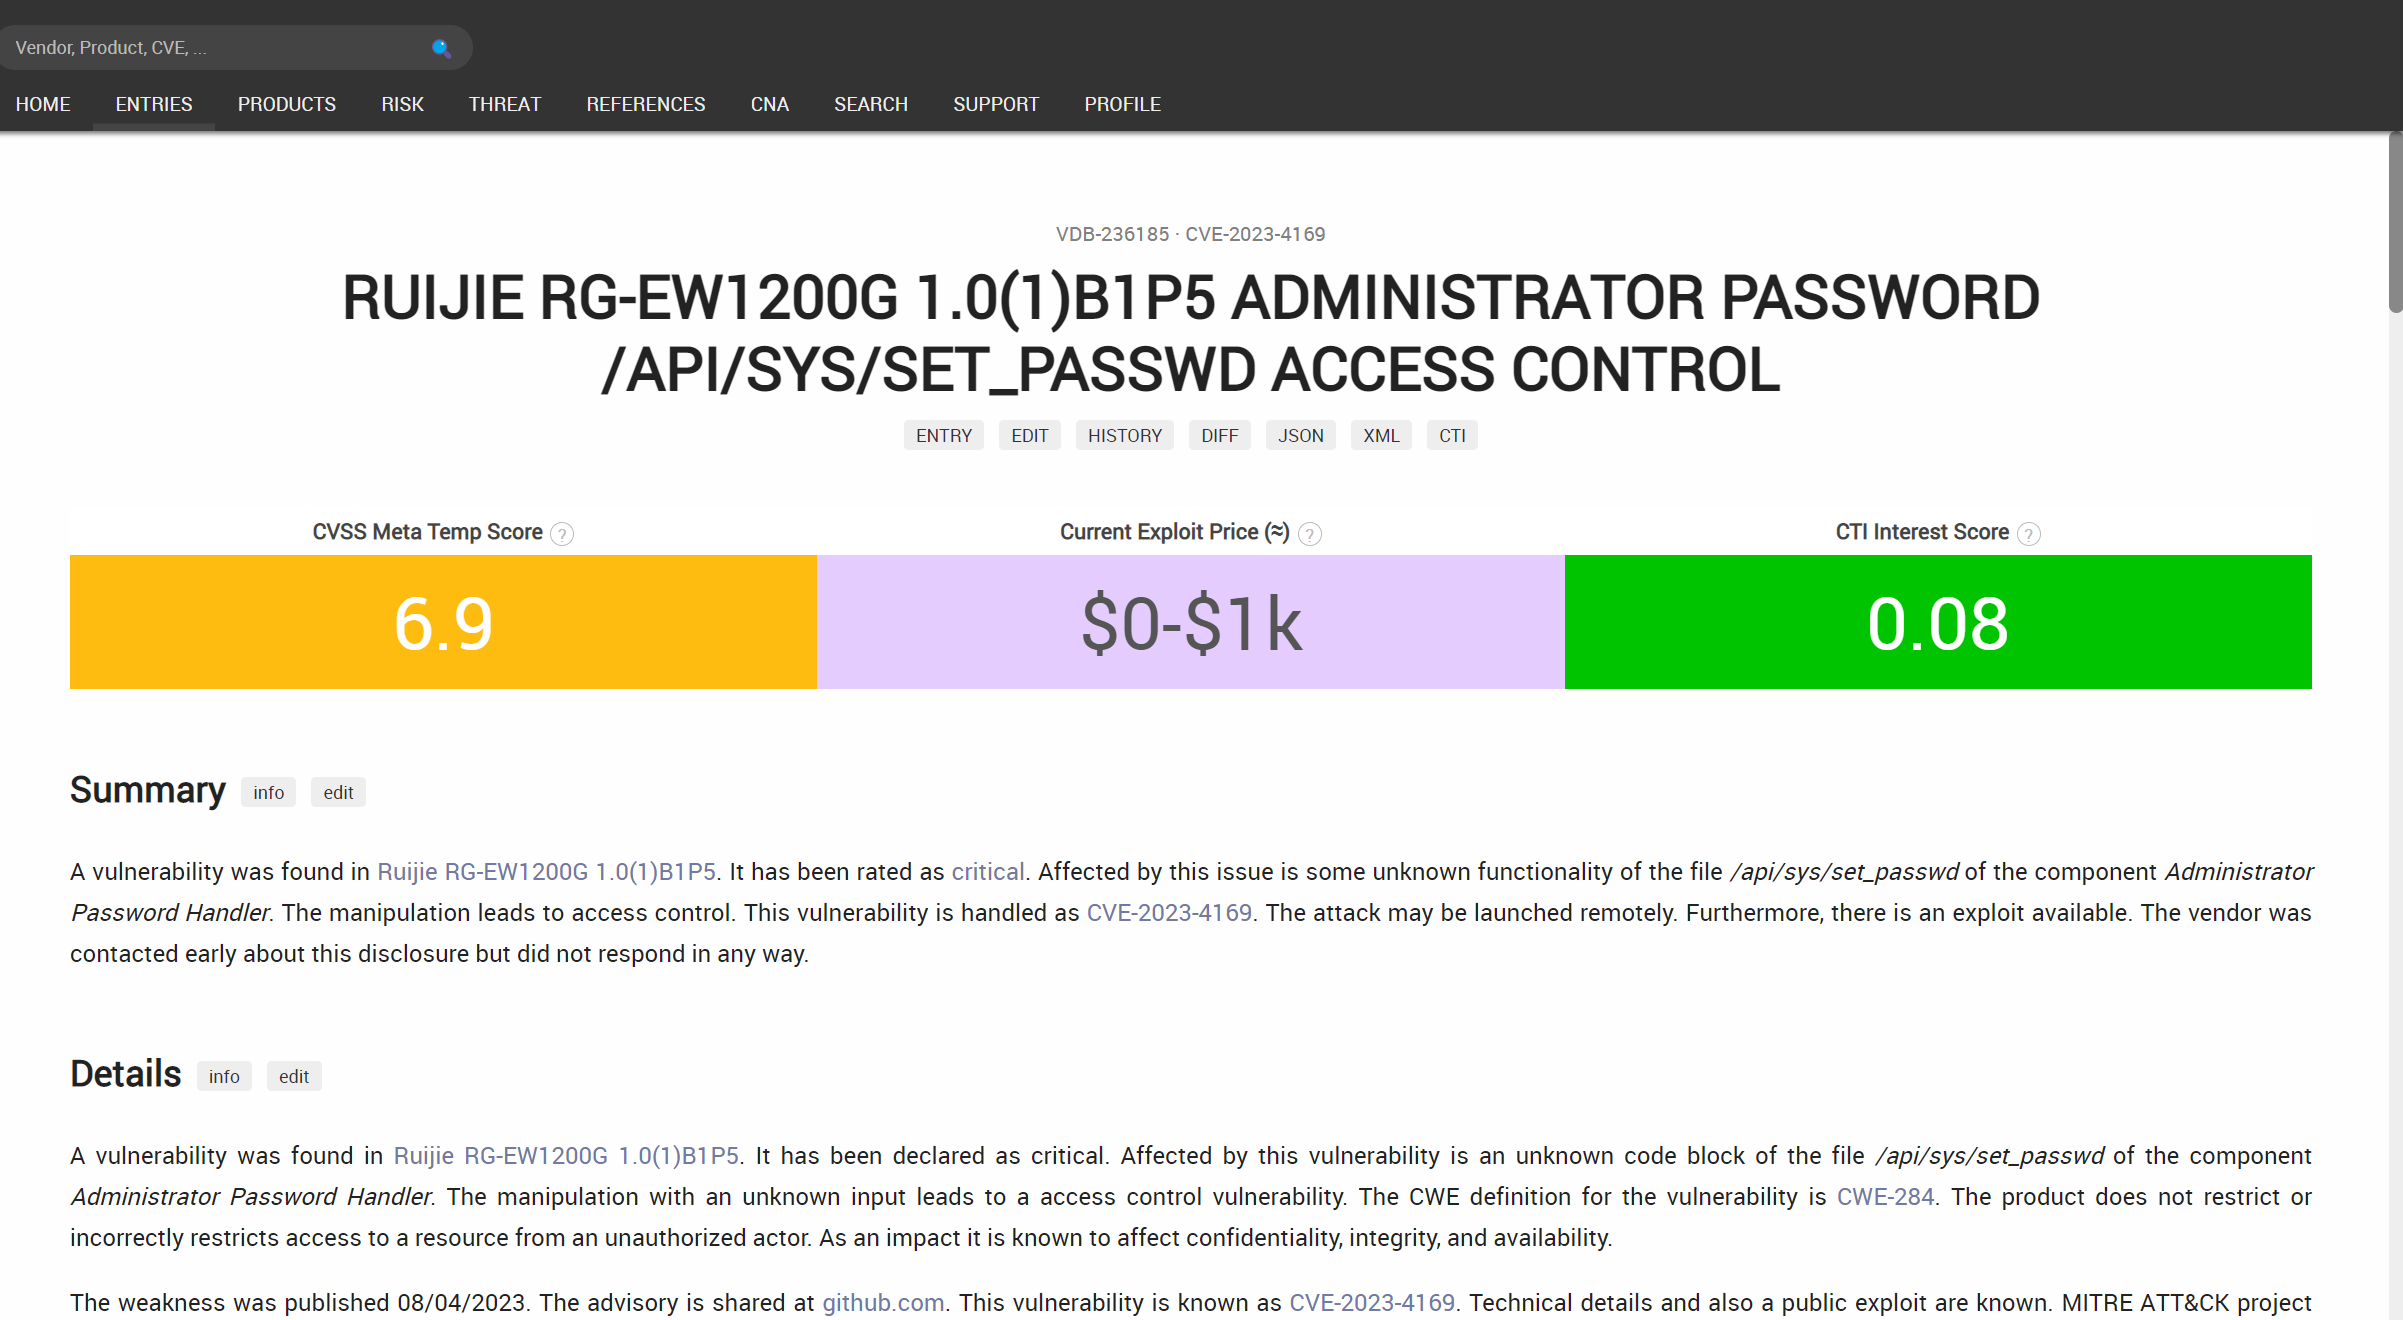 Vendor, Product, CVE, ...
HOME ENTRIES PRODUCTS RISK THREAT REFERENCES CNA SEARCH SUPPORT PROFILE
VDB-236185 · CVE-2023-4169
RUIJIE RG-EW1200G 1.0(1)B1P5 ADMINISTRATOR PASSWORD
/API/SYS/SET_PASSWD ACCESS CONTROL
ENTRY EDIT HISTORY DIFF JSON XML CTI
CVSS Meta Temp Score ? Current Exploit Price (≈) ? CTI Interest Score ?
6.9 $0-$1k 0.08
Summary info edit
A vulnerability was found in Ruijie RG-EW1200G 1.0(1)B1P5. It has been rated as critical. Affected by this issue is some unknown functionality of the file /api/sys/set_passwd of the component Administrator
Password Handler. The manipulation leads to access control. This vulnerability is handled as CVE-2023-4169. The attack may be launched remotely. Furthermore, there is an exploit available. The vendor was
contacted early about this disclosure but did not respond in any way.
Details info edit
A vulnerability was found in Ruijie RG-EW1200G 1.0(1)B1P5. It has been declared as critical. Affected by this vulnerability is an unknown code block of the file /api/sys/set_passwd of the component
Administrator Password Handler. The manipulation with an unknown input leads to a access control vulnerability. The CWE definition for the vulnerability is CWE-284. The product does not restrict or
incorrectly restricts access to a resource from an unauthorized actor. As an impact it is known to affect confidentiality, integrity, and availability.
The weakness was published 08/04/2023. The advisory is shared at github.com. This vulnerability is known as CVE-2023-4169. Technical details and also a public exploit are known. MITRE ATT&CK project